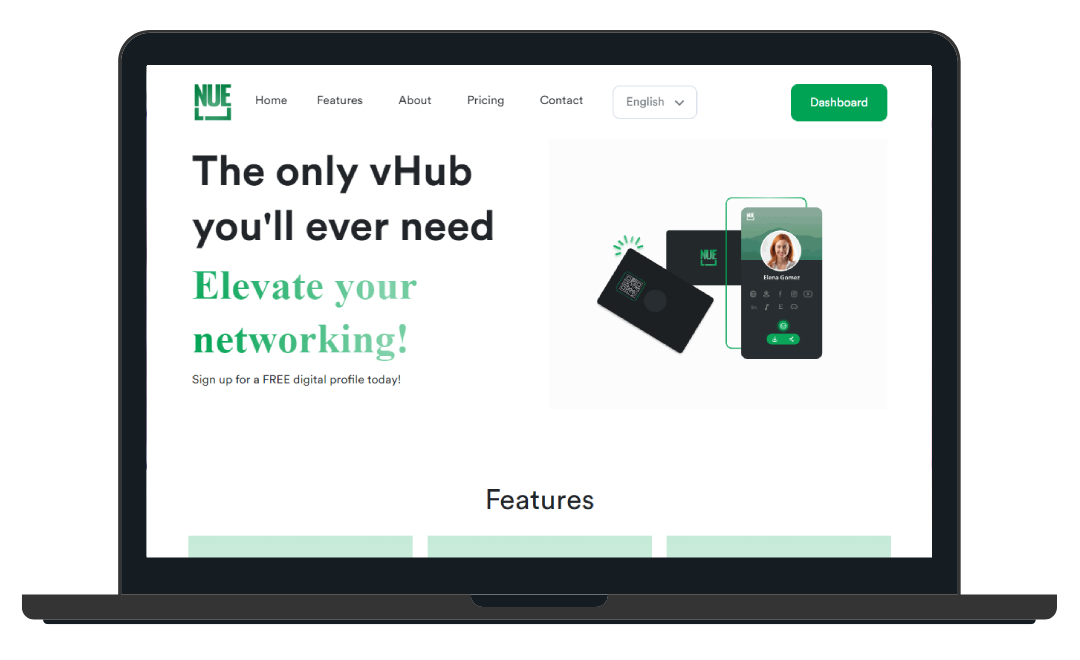 NUE
Home Features About Pricing Contact English Dashboard
The only vHub
you'll ever need
Elevate your
networking!
Sign up for a FREE digital profile today!
NUE
NUE
Elena Gomez
Features